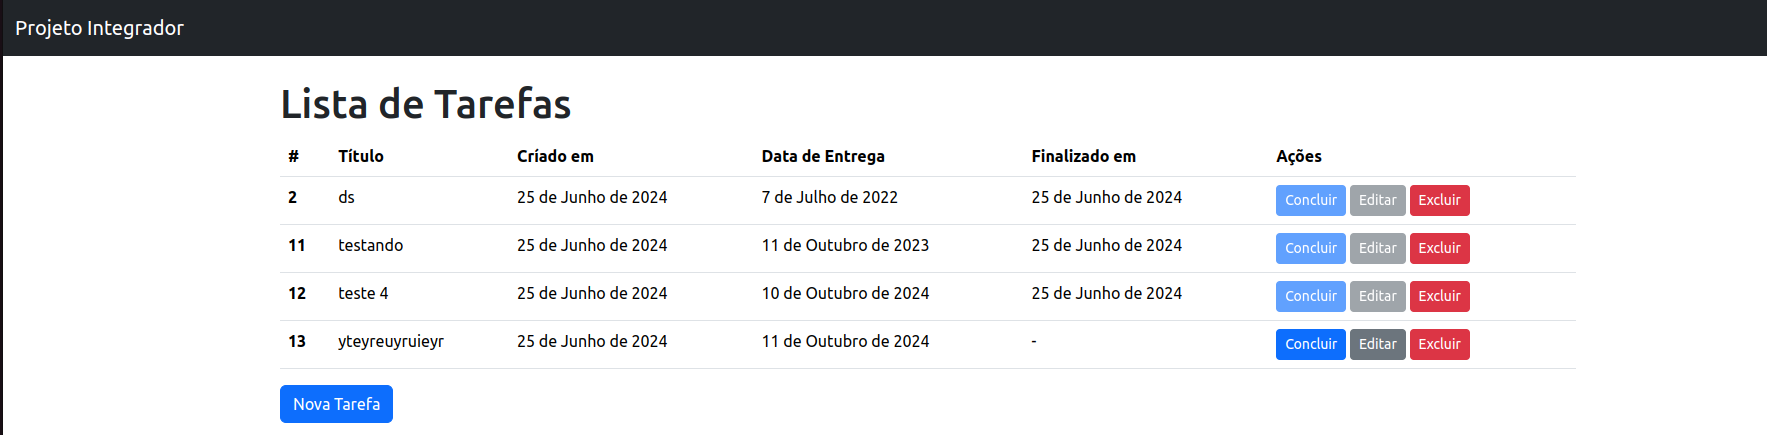 Projeto Integrador
Lista de Tarefas
# Título Críado em Data de Entrega Finalizado em Ações
2 ds 25 de Junho de 2024 7 de Julho de 2022 25 de Junho de 2024 Concluir Editar Excluir
11 testando 25 de Junho de 2024 11 de Outubro de 2023 25 de Junho de 2024 Concluir Editar Excluir
12 teste 4 25 de Junho de 2024 10 de Outubro de 2024 25 de Junho de 2024 Concluir Editar Excluir
13 yteyreuyruieyr 25 de Junho de 2024 11 de Outubro de 2024 - Concluir Editar Excluir
Nova Tarefa